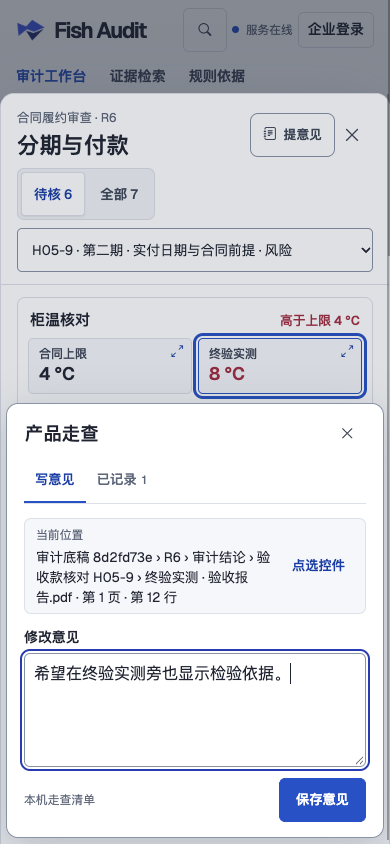 Fish Audit
服务在线
企业登录
审计工作台 证据检索 规则依据
合同履约审查 · R6
分期与付款
提意见
待核 6 全部 7
H05-9 · 第二期 · 实付日期与合同前提 · 风险
柜温核对
高于上限 4 °C
合同上限
4 °C
终验实测
8 °C
产品走查
写意见 已记录 1
当前位置
审计底稿 8d2fd73e › R6 › 审计结论 › 验
收款核对 H05-9 › 终验实测 · 验收报
告.pdf · 第 1 页 · 第 12 行
点选控件
修改意见
希望在终验实测旁也显示检验依据。
本机走查清单
保存意见